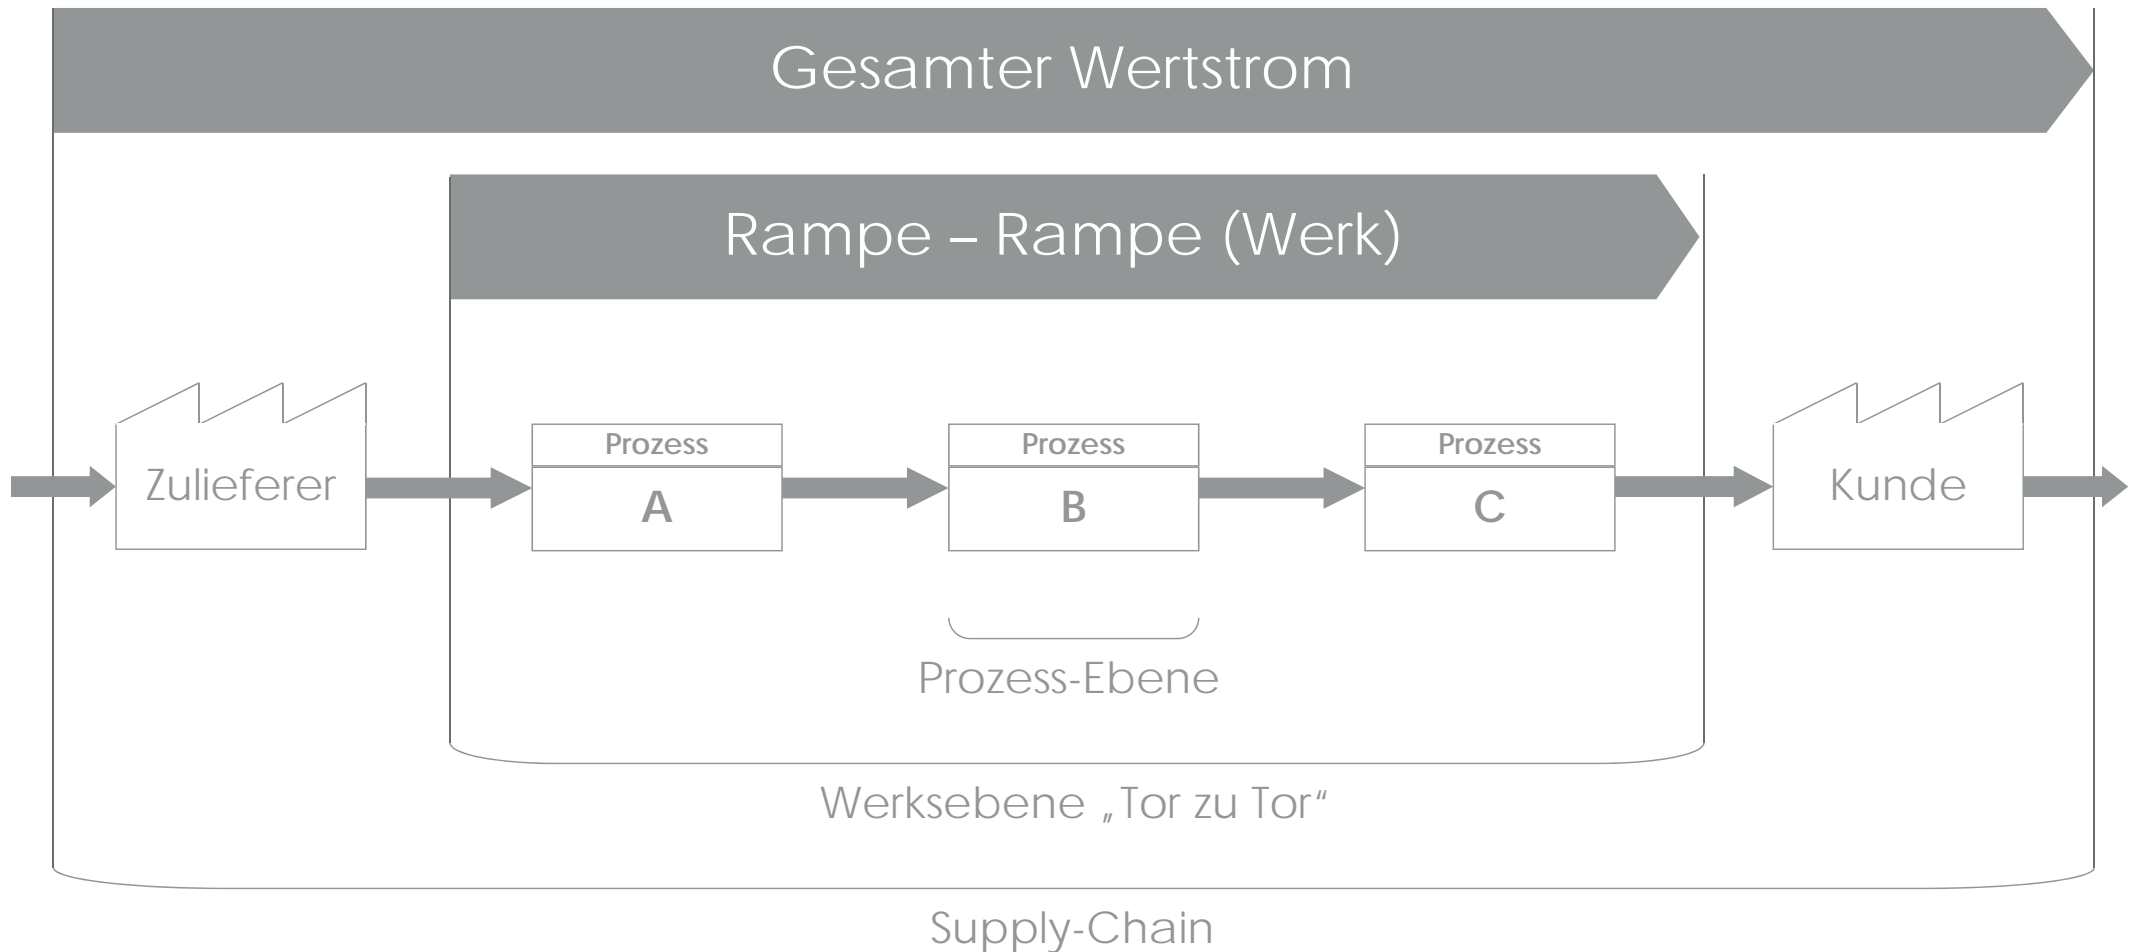 Gesamter Wertstrom
Rampe – Rampe (Werk)
Zulieferer
Prozess
A
Prozess
B
Prozess
C
Kunde
Prozess-Ebene
Werksebene „Tor zu Tor“
Supply-Chain